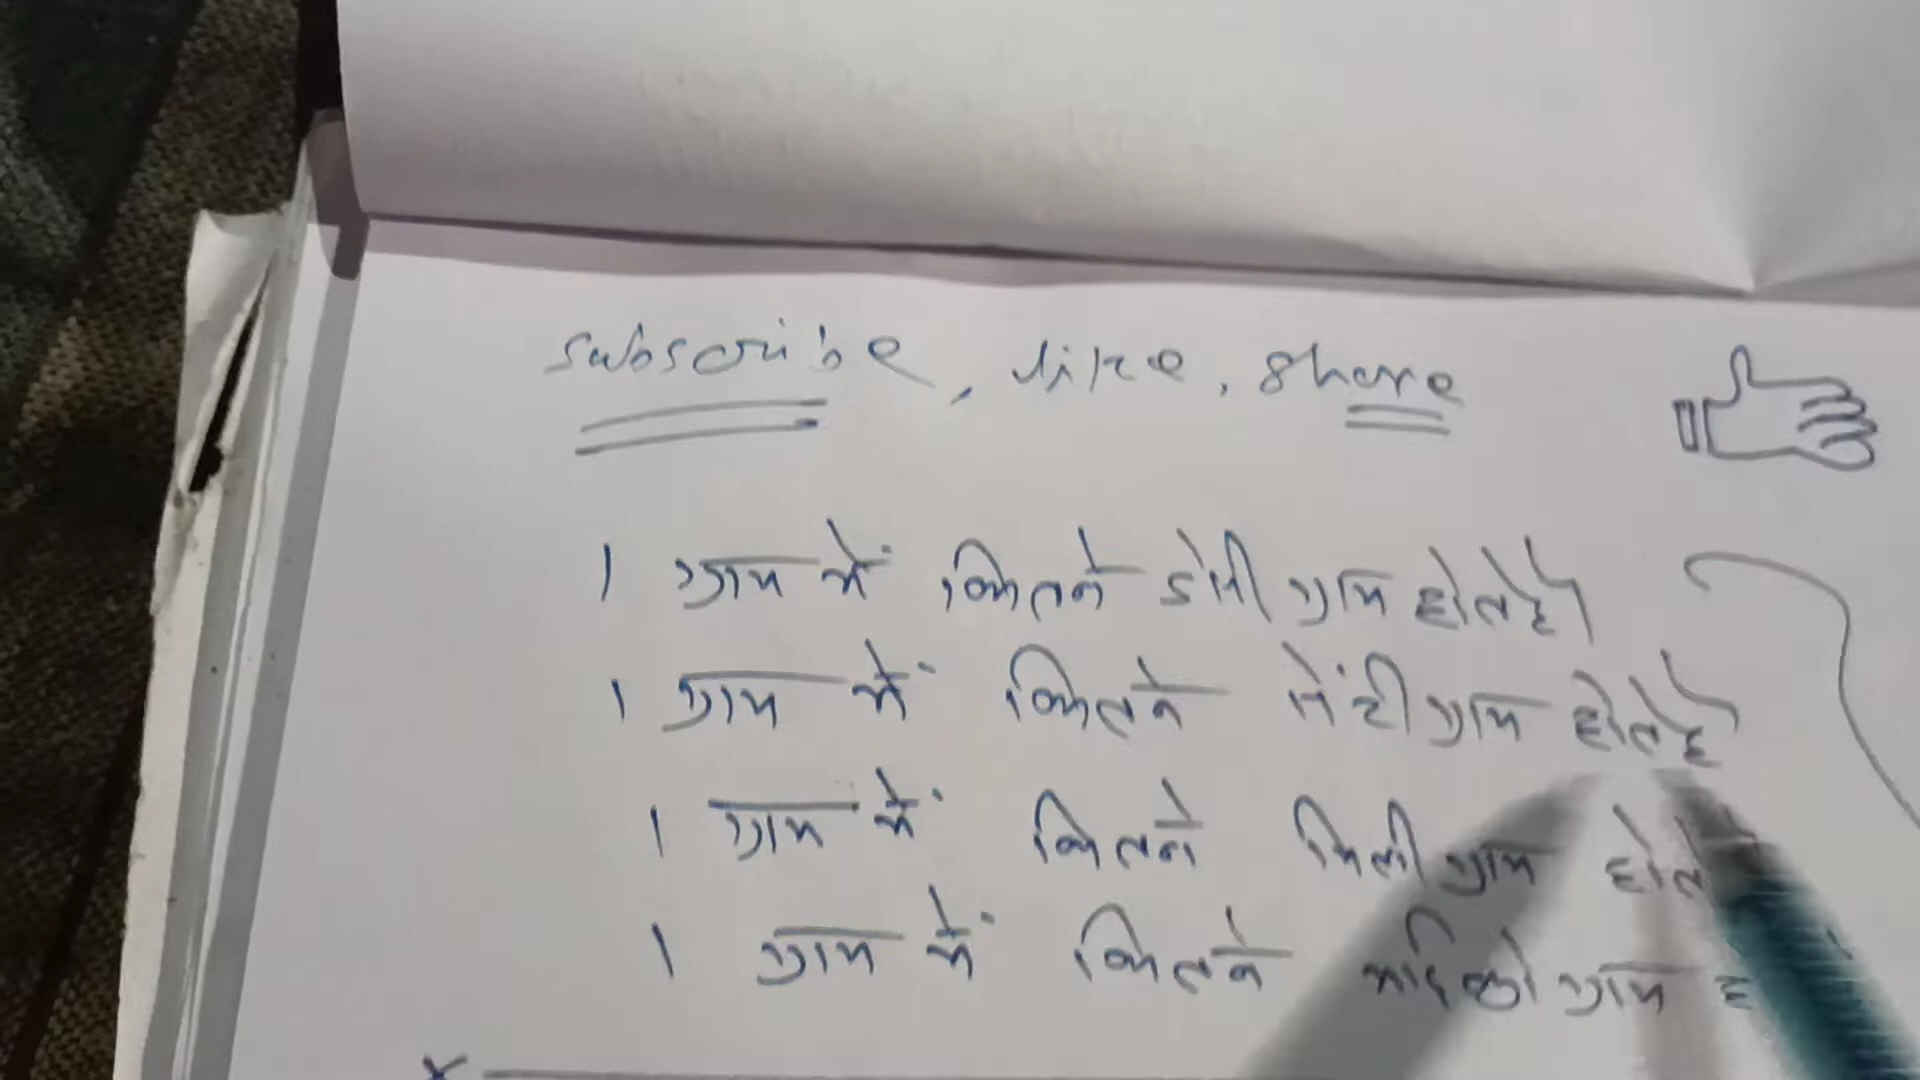 subscribe, like, share
1 ग्राम में कितने डेसी ग्राम होते है।
1 ग्राम में कितने सेंटी ग्राम होते है
1 ग्राम में कितने मिली ग्राम होते
1 ग्राम में कितने माइक्रो ग्राम